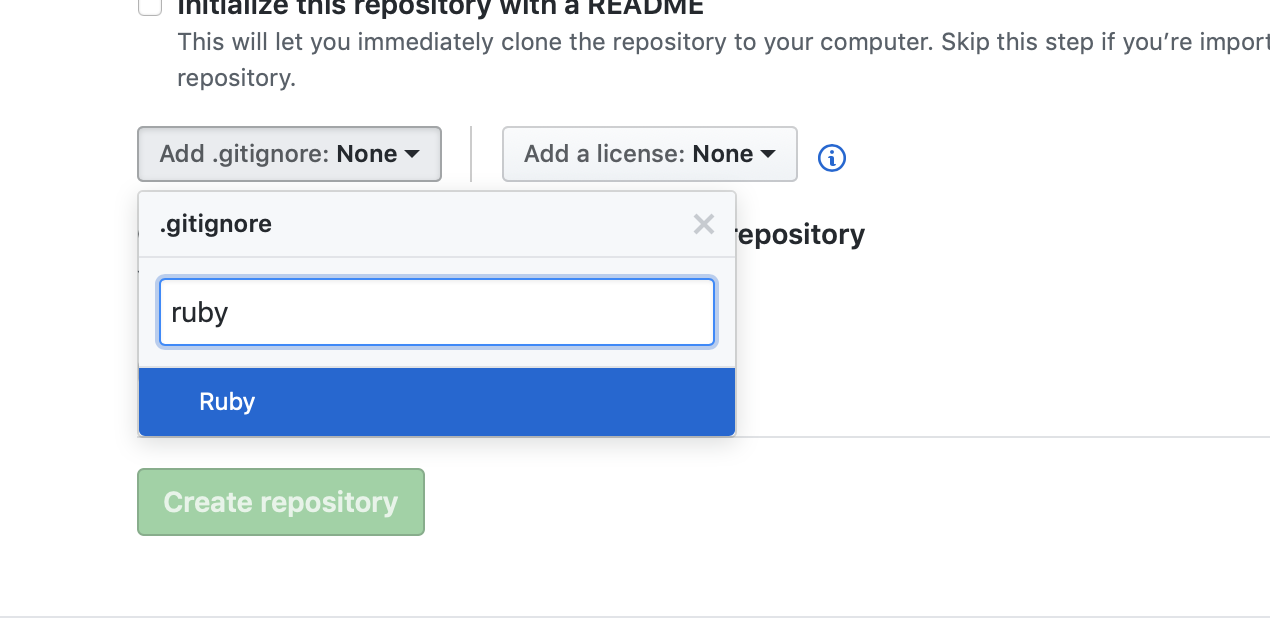 Initialize this repository with a README
This will let you immediately clone the repository to your computer. Skip this step if you’re import
repository.
Add .gitignore: None
Add a license: None
.gitignore
repository
ruby
Ruby
Create repository